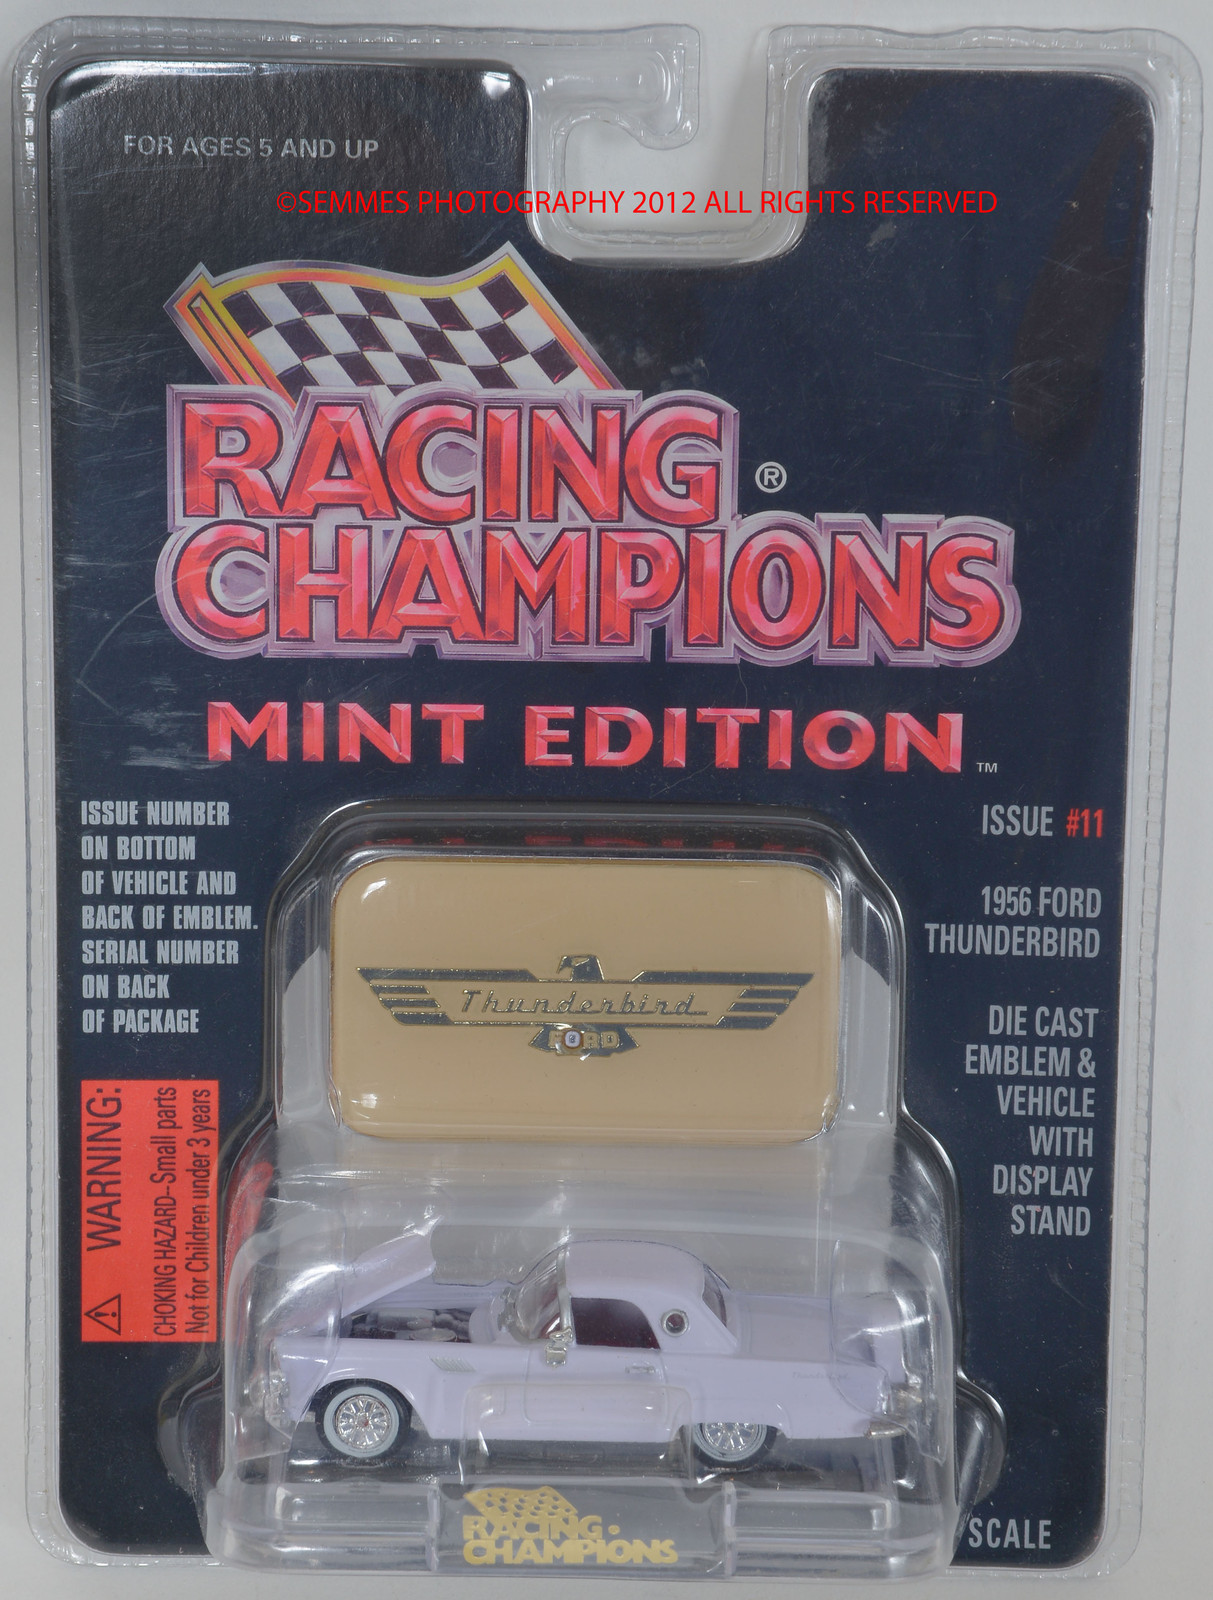 FOR AGES 5 AND UP
©SEMMES PHOTOGRAPHY 2012 ALL RIGHTS RESERVED
RACING ®
CHAMPIONS
MINT EDITION ™
ISSUE NUMBER
ON BOTTOM
OF VEHICLE AND
BACK OF EMBLEM.
SERIAL NUMBER
ON BACK
OF PACKAGE
ISSUE #11
1956 FORD
THUNDERBIRD
DIE CAST
EMBLEM &
VEHICLE
WITH
DISPLAY
STAND
Thunderbird
FORD
WARNING:
CHOKING HAZARD-Small parts
Not for Children under 3 years
RACING
CHAMPIONS
SCALE